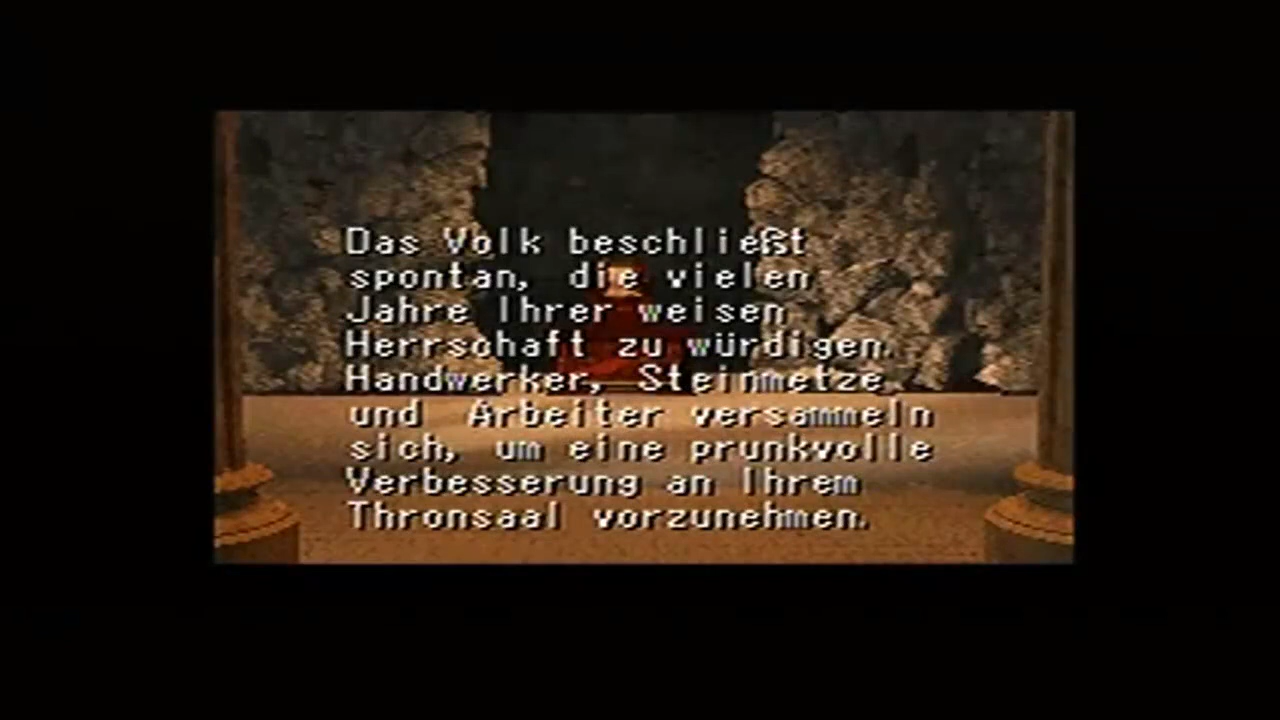 Das Volk beschließt
spontan, die vielen
Jahre Ihrer weisen
Herrschaft zu würdigen.
Handwerker, Steinmetze
und Arbeiter versammeln
sich, um eine prunkvolle
Verbesserung an Ihrem
Thronsaal vorzunehmen.